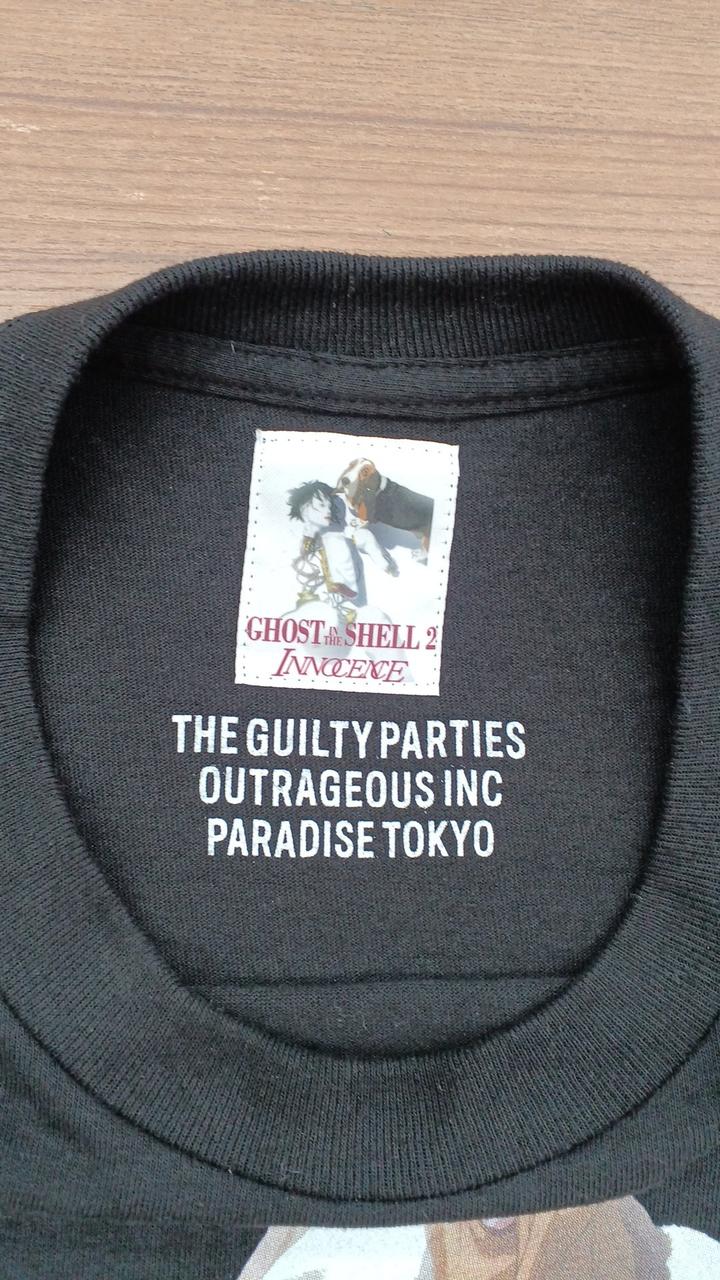 GHOST IN THE SHELL 2
INNOCENCE
THE GUILTY PARTIES
OUTRAGEOUS INC
PARADISE TOKYO